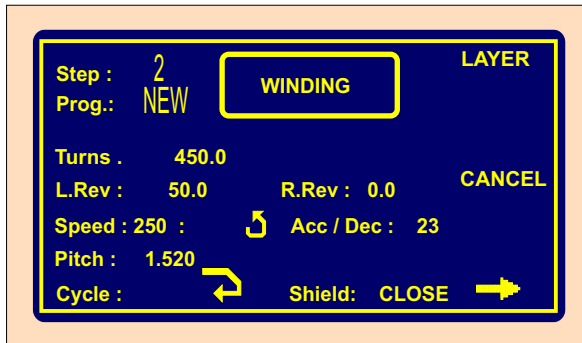 Step : 2 WINDING LAYER
Prog.: NEW
Turns . 450.0
L.Rev : 50.0 R.Rev : 0.0 CANCEL
Speed : 250 : Acc / Dec : 23
Pitch : 1.520
Cycle : Shield: CLOSE